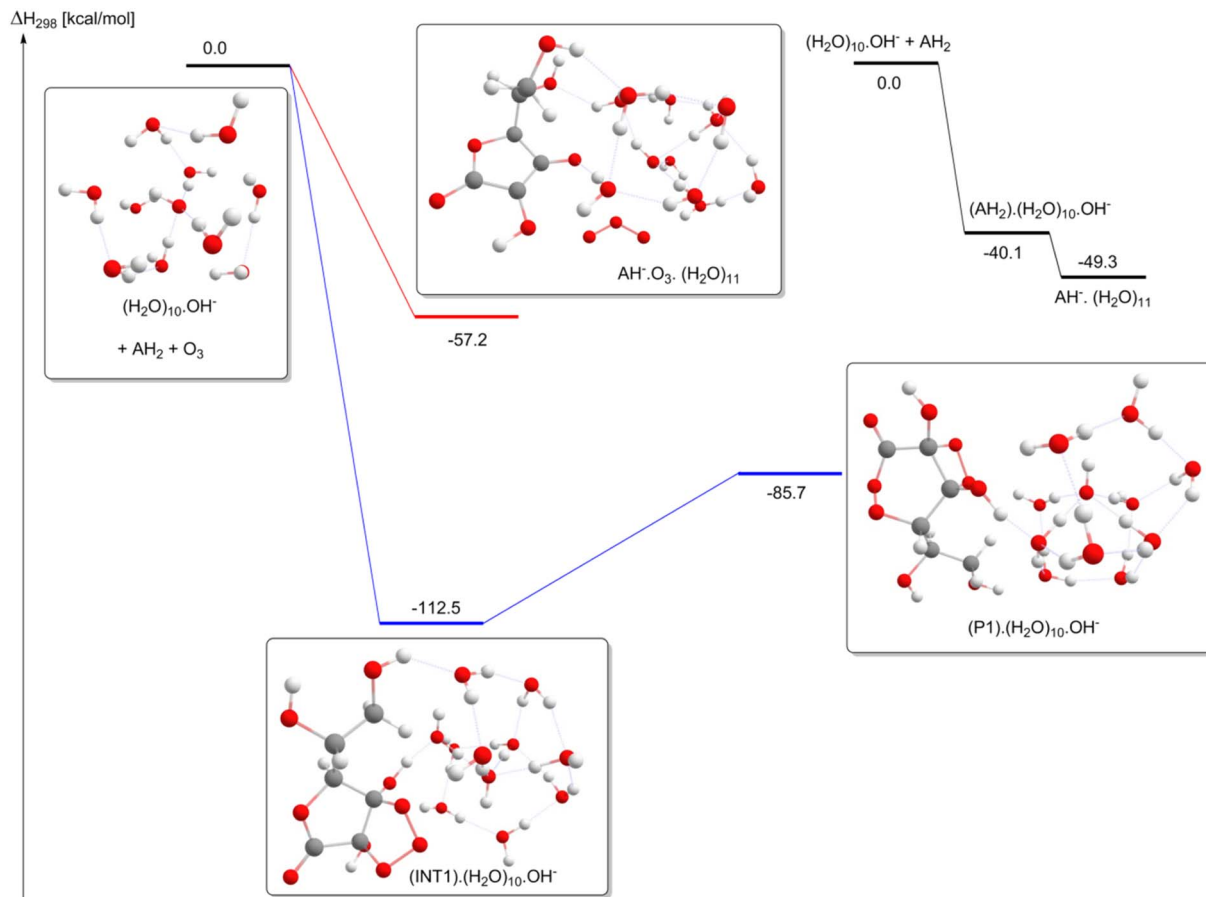 ΔH₂₉₈ [kcal/mol]
0.0
(H₂O)₁₀.OH⁻
+ AH₂ + O₃
AH⁻.O₃. (H₂O)₁₁
-57.2
(H₂O)₁₀.OH⁻ + AH₂
0.0
(AH₂).(H₂O)₁₀.OH⁻
-40.1
-49.3
AH⁻. (H₂O)₁₁
-85.7
(P1).(H₂O)₁₀.OH⁻
-112.5
(INT1).(H₂O)₁₀.OH⁻